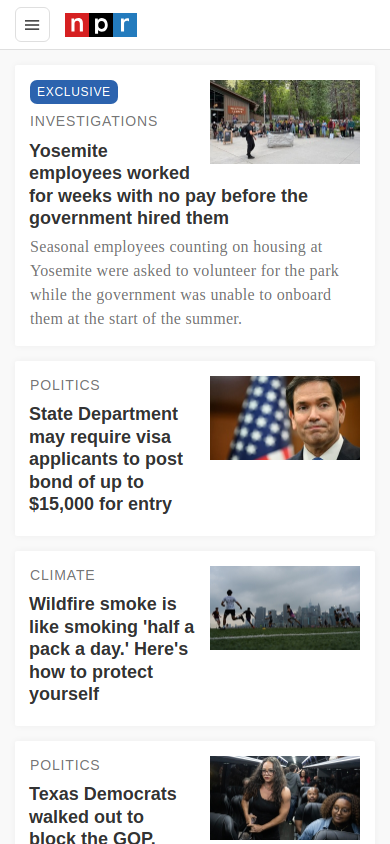 npr
EXCLUSIVE
INVESTIGATIONS
Yosemite
employees worked
for weeks with no pay before the
government hired them
Seasonal employees counting on housing at
Yosemite were asked to volunteer for the park
while the government was unable to onboard
them at the start of the summer.
POLITICS
State Department
may require visa
applicants to post
bond of up to
$15,000 for entry
CLIMATE
Wildfire smoke is
like smoking 'half a
pack a day.' Here's
how to protect
yourself
POLITICS
Texas Democrats
walked out to
block the GOP.